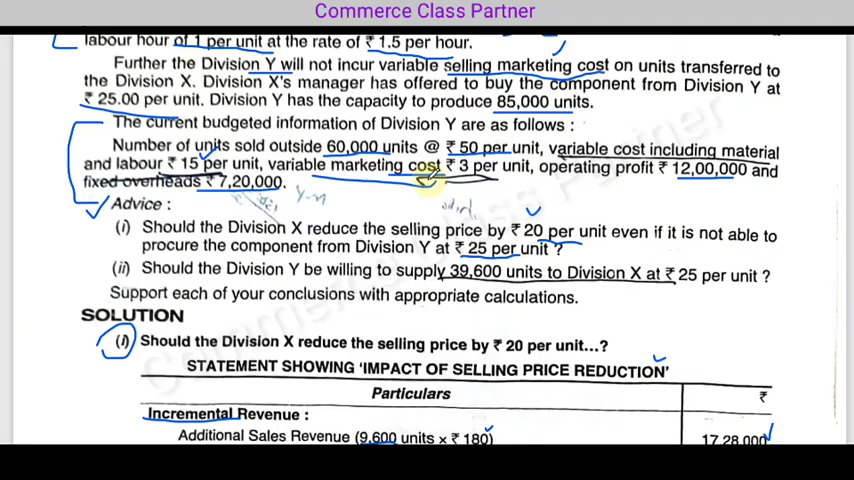 Commerce Class Partner
labour hour of 1 per unit at the rate of ₹ 1.5 per hour.
Further the Division Y will not incur variable selling marketing cost on units transferred to
the Division X. Division X's manager has offered to buy the component from Division Y at
₹ 25.00 per unit. Division Y has the capacity to produce 85,000 units.
The current budgeted information of Division Y are as follows :
Number of units sold outside 60,000 units @ ₹ 50 per unit, variable cost including material
and labour ₹ 15 per unit, variable marketing cost ₹ 3 per unit, operating profit ₹ 12,00,000 and
fixed overheads ₹ 7,20,000.
Advice :
(i) Should the Division X reduce the selling price by ₹ 20 per unit even if it is not able to
procure the component from Division Y at ₹ 25 per unit ?
(ii) Should the Division Y be willing to supply 39,600 units to Division X at ₹ 25 per unit ?
Support each of your conclusions with appropriate calculations.
SOLUTION
(i) Should the Division X reduce the selling price by ₹ 20 per unit...?
STATEMENT SHOWING 'IMPACT OF SELLING PRICE REDUCTION'
Particulars ₹
Incremental Revenue :
Additional Sales Revenue (9,600 units × ₹ 180) 17,28,000